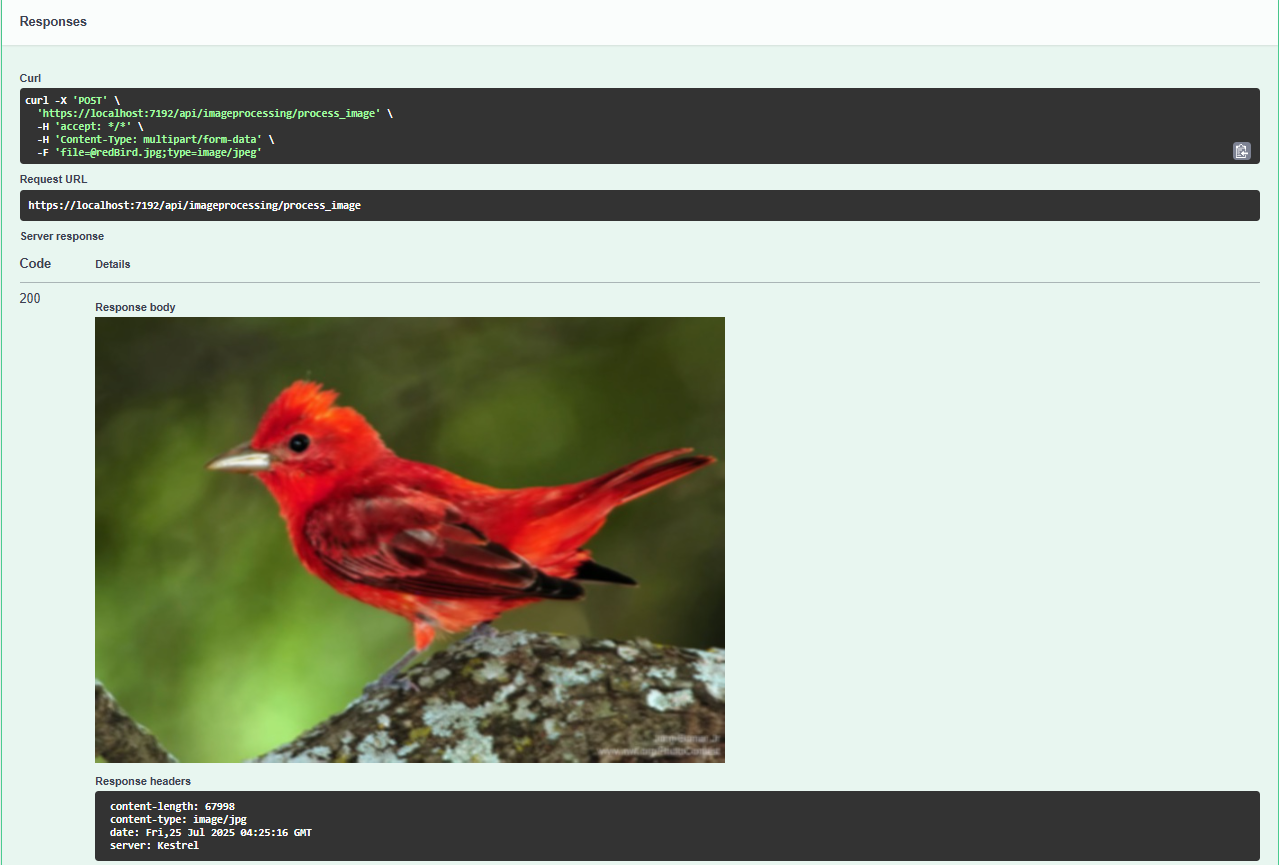 Responses
Curl
curl -X 'POST' \
'https://localhost:7192/api/imageprocessing/process_image' \
-H 'accept: */*' \
-H 'Content-Type: multipart/form-data' \
-F 'file=@redBird.jpg;type=image/jpeg'
Request URL
https://localhost:7192/api/imageprocessing/process_image
Server response
Code Details
200
Response body
Response headers
content-length: 67998
content-type: image/jpg
date: Fri,25 Jul 2025 04:25:16 GMT
server: Kestrel